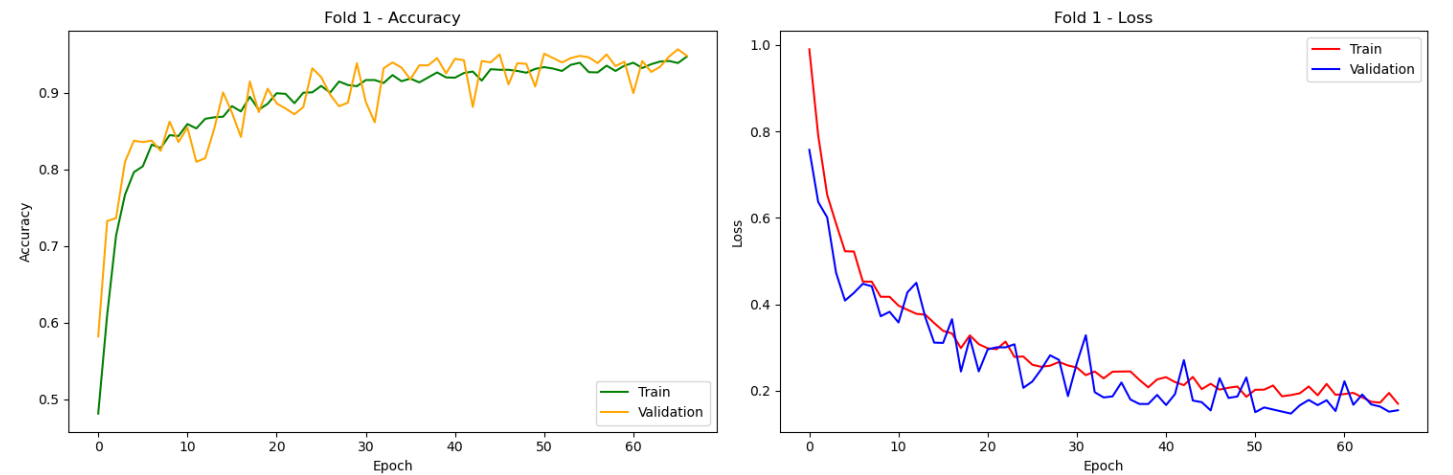 Fold 1 - Accuracy
Accuracy
0.9
0.8
0.7
0.6
0.5
0
10
20
30
40
50
60
Epoch
Train
Validation
Fold 1 - Loss
Loss
1.0
0.8
0.6
0.4
0.2
0
10
20
30
40
50
60
Epoch
Train
Validation